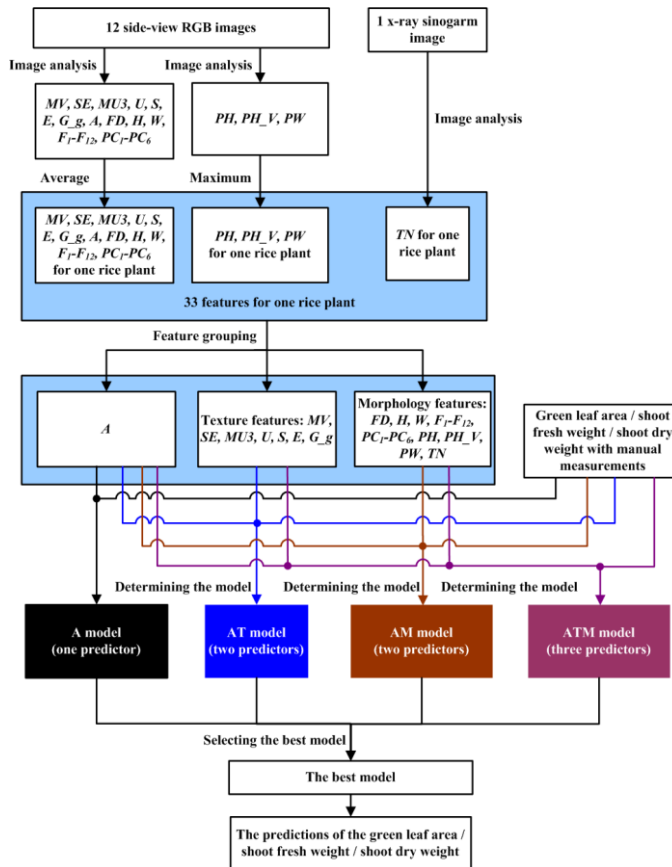 12 side-view RGB images
1 x-ray sinogarm
image
Image analysis
Image analysis
Image analysis
MV, SE, MU3, U, S,
E, G_g, A, FD, H, W,
F1-F12, PC1-PC6
PH, PH_V, PW
Average
Maximum
MV, SE, MU3, U, S,
E, G_g, A, FD, H, W,
F1-F12, PC1-PC6
for one rice plant
PH, PH_V, PW
for one rice plant
TN for one
rice plant
33 features for one rice plant
Feature grouping
A
Texture features: MV,
SE, MU3, U, S, E, G_g
Morphology features:
FD, H, W, F1-F12,
PC1-PC6, PH, PH_V,
PW, TN
Green leaf area / shoot
fresh weight / shoot dry
weight with manual
measurements
Determining the model
Determining the model
Determining the model
A model
(one predictor)
AT model
(two predictors)
AM model
(two predictors)
ATM model
(three predictors)
Selecting the best model
The best model
The predictions of the green leaf area /
shoot fresh weight / shoot dry weight